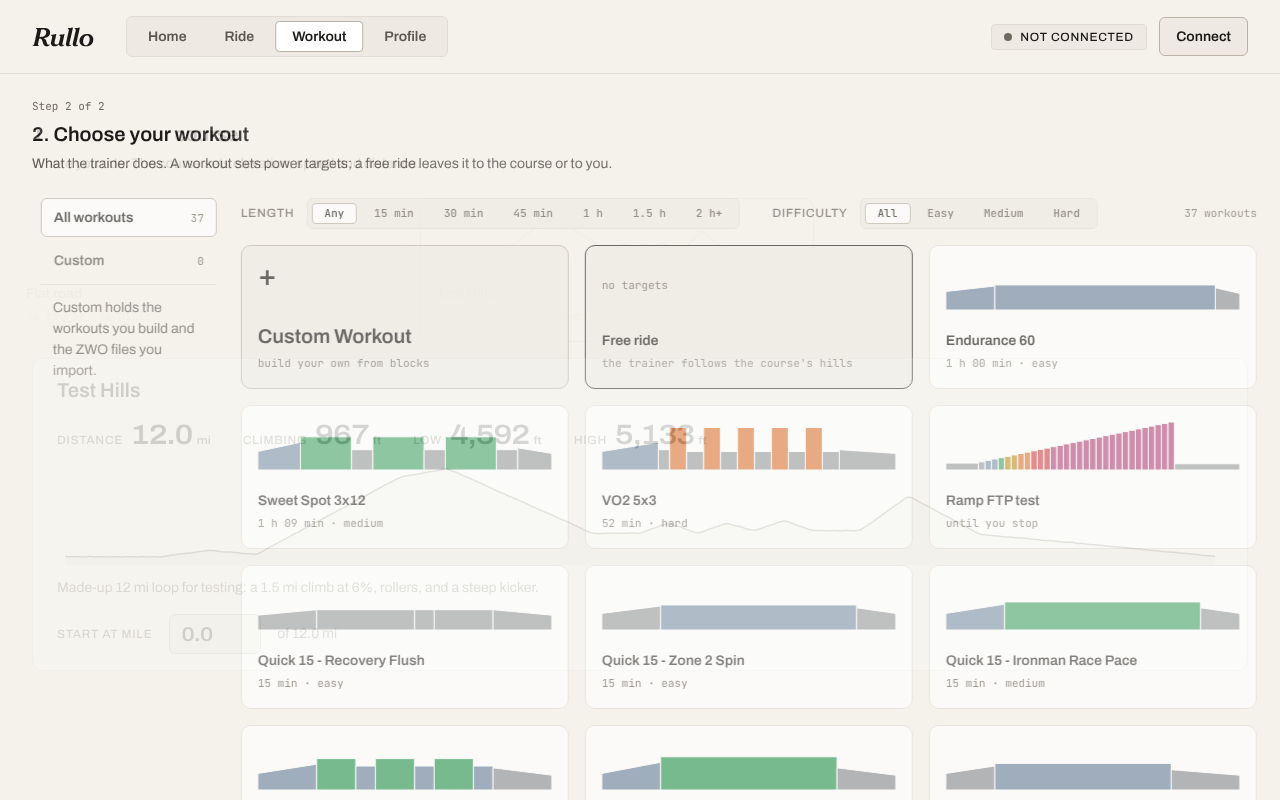 Rullo
Home
Ride
Workout
Profile
NOT CONNECTED
Connect
Step 2 of 2
2. Choose your workout
What the trainer does. A workout sets power targets; a free ride leaves it to the course or to you.
All workouts 37
Custom 0
Custom holds the
workouts you build and
the ZWO files you
import.
LENGTH
Any
15 min
30 min
45 min
1 h
1.5 h
2 h+
DIFFICULTY
All
Easy
Medium
Hard
37 workouts
+
Custom Workout
build your own from blocks
no targets
Free ride
the trainer follows the course's hills
Endurance 60
1 h 00 min · easy
Flat road
Test Hills
DISTANCE 12.0 mi
CLIMBING 967 ft
LOW 4,592 ft
HIGH 5,133 ft
Sweet Spot 3x12
1 h 09 min · medium
VO2 5x3
52 min · hard
Ramp FTP test
until you stop
Made-up 12 mi loop for testing: a 1.5 mi climb at 6%, rollers, and a steep kicker.
START AT MILE 0.0 of 12.0 mi
Quick 15 - Recovery Flush
15 min · easy
Quick 15 - Zone 2 Spin
15 min · easy
Quick 15 - Ironman Race Pace
15 min · medium